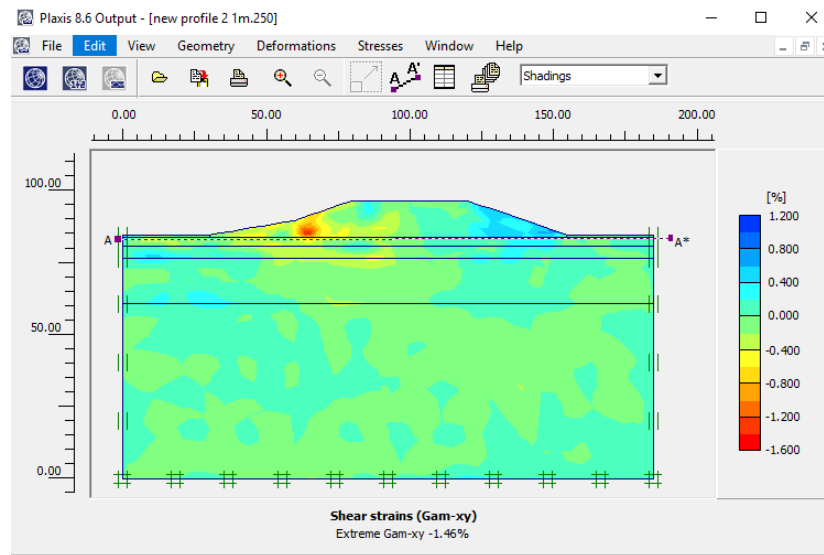 Plaxis 8.6 Output - [new profile 2 1m.250]
File Edit View Geometry Deformations Stresses Window Help
1+2 A A* Shadings
0.00 50.00 100.00 150.00 200.00
100.00
50.00
0.00
A
A*
[%]
1.200
0.800
0.400
0.000
-0.400
-0.800
-1.200
-1.600
Shear strains (Gam-xy)
Extreme Gam-xy -1.46%